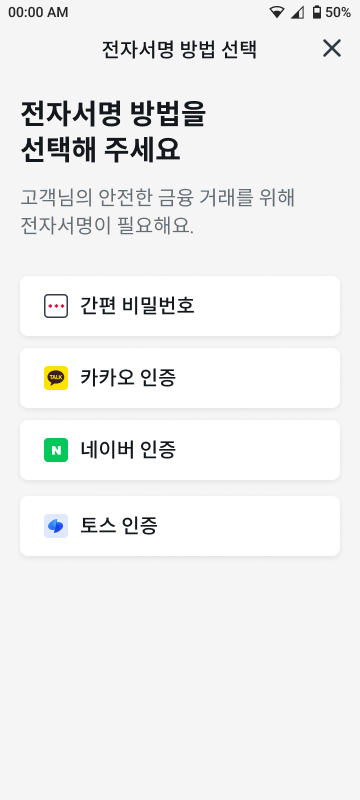 00:00 AM 50%
전자서명 방법 선택
전자서명 방법을
선택해 주세요
고객님의 안전한 금융 거래를 위해
전자서명이 필요해요.
간편 비밀번호
TALK 카카오 인증
N 네이버 인증
토스 인증